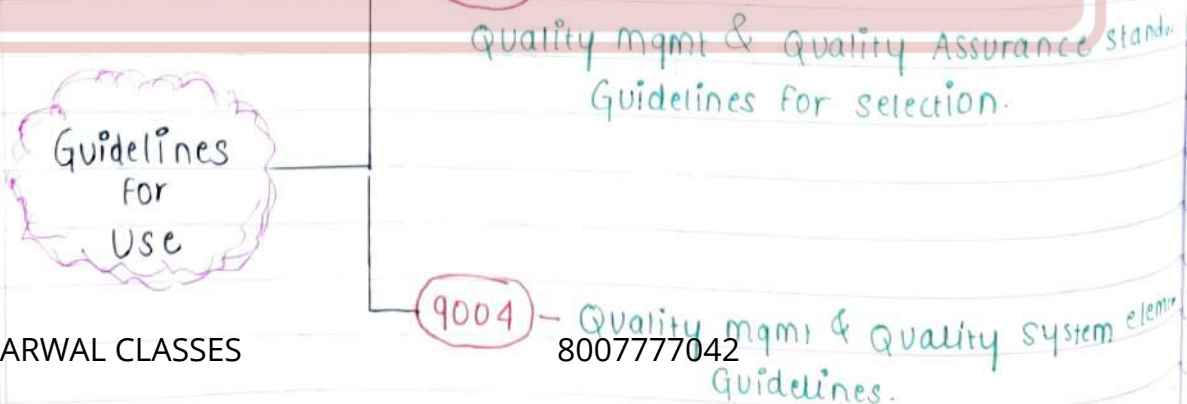 Quality mgmt & Quality Assurance
Guidelines for selection.
Guidelines
For
Use
9004 - Quality mgmt & Quality System
Guidelines.
ARWAL CLASSES
8007777042